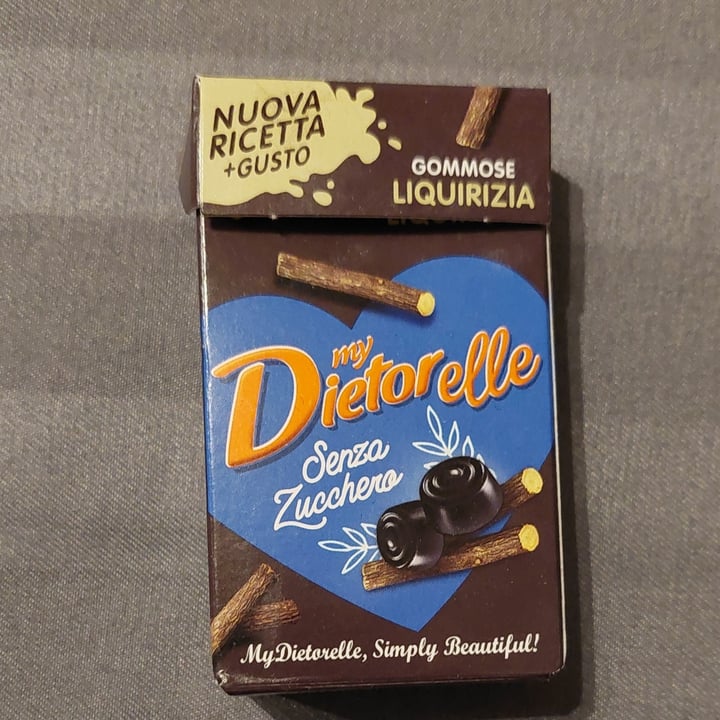 NUOVA
RICETTA
+GUSTO
GOMMOSE
LIQUIRIZIA
my
Dietorelle
Senza
Zucchero
MyDietorelle, Simply Beautiful!